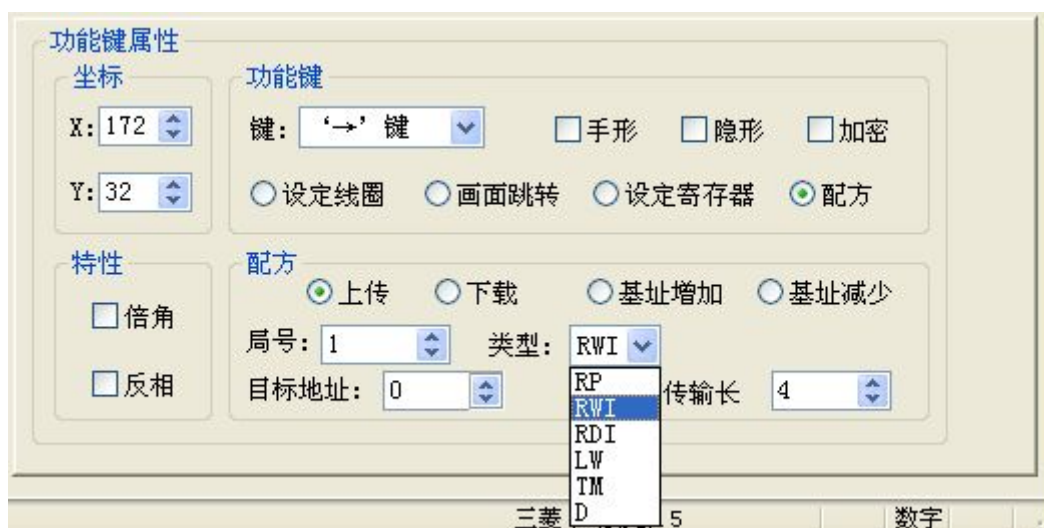 功能键属性
坐标
X: 172
Y: 32
功能键
键: ‘→’键 手形 隐形 加密
设定线圈 画面跳转 设定寄存器 配方
特性
倍角
反相
配方
上传 下载 基址增加 基址减少
局号: 1 类型: RWI
目标地址: 0 传输长 4
RP
RWI
RDI
LW
TM
D
三菱 5 数字